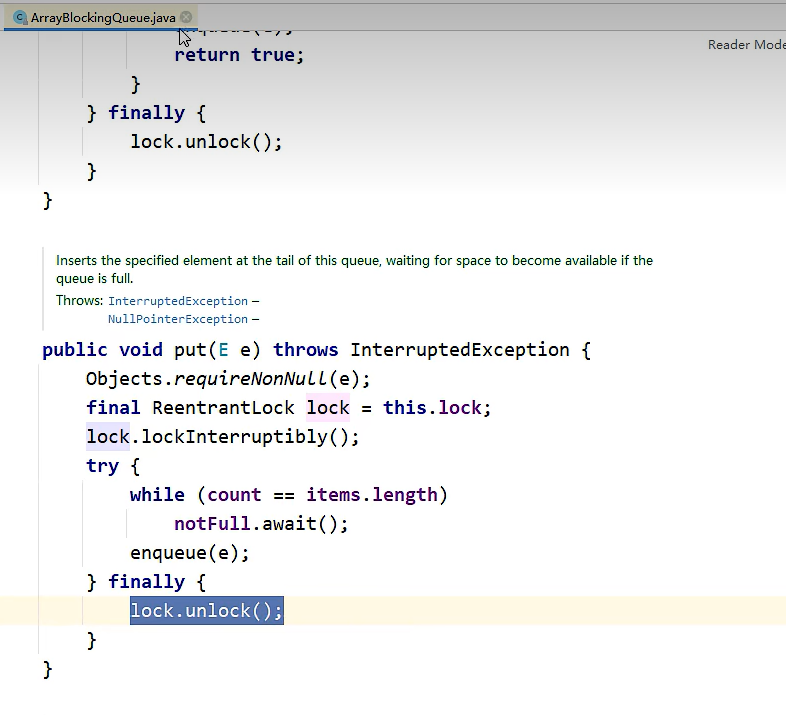 ArrayBlockingQueue.java
Reader Mode
return true;
}
} finally {
lock.unlock();
}
}
Inserts the specified element at the tail of this queue, waiting for space to become available if the
queue is full.
Throws: InterruptedException –
NullPointerException –
public void put(E e) throws InterruptedException {
Objects.requireNonNull(e);
final ReentrantLock lock = this.lock;
lock.lockInterruptibly();
try {
while (count == items.length)
notFull.await();
enqueue(e);
} finally {
lock.unlock();
}
}